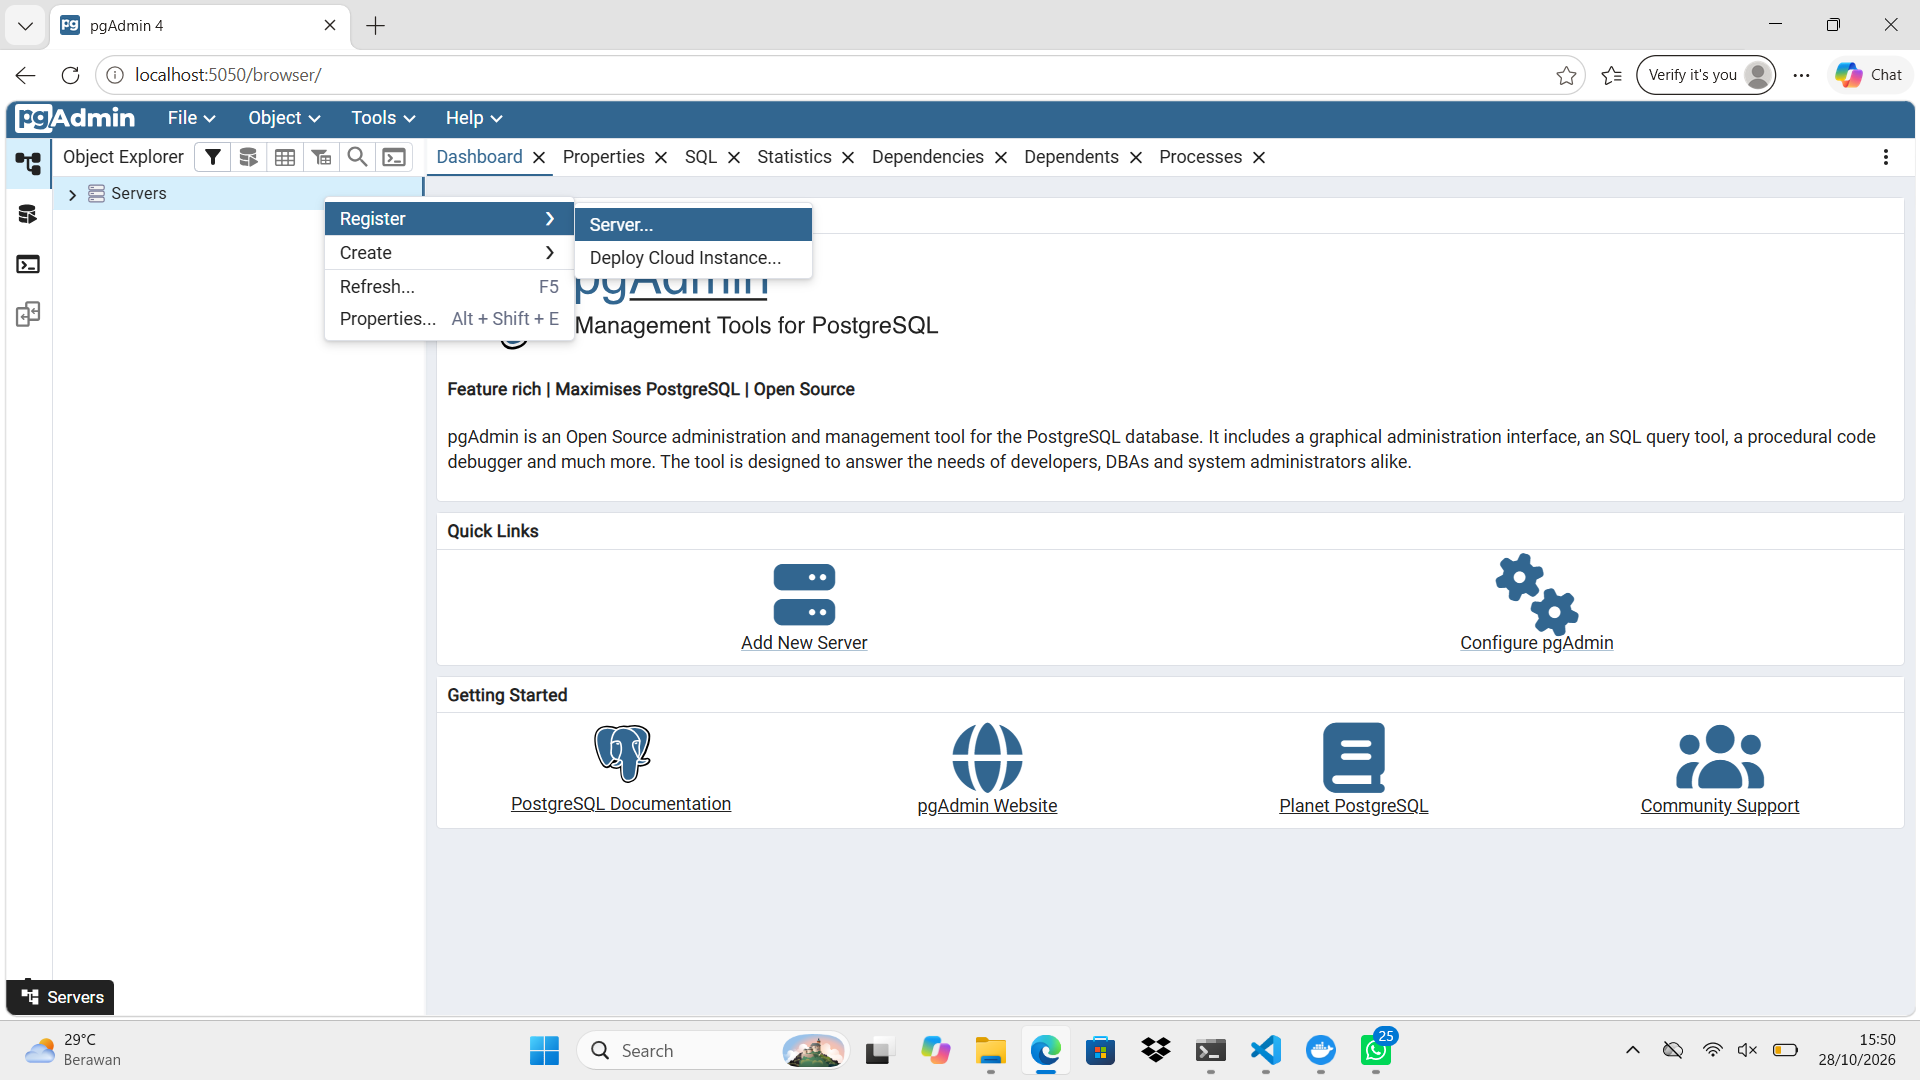 pgAdmin 4
localhost:5050/browser/
Verify it's you
Chat
pgAdmin File Object Tools Help
Object Explorer
Dashboard Properties SQL Statistics Dependencies Dependents Processes
Servers
Register
Server...
Create
Deploy Cloud Instance...
Refresh... F5
Properties... Alt + Shift + E
pgAdmin
Management Tools for PostgreSQL
Feature rich | Maximises PostgreSQL | Open Source
pgAdmin is an Open Source administration and management tool for the PostgreSQL database. It includes a graphical administration interface, an SQL query tool, a procedural code
debugger and much more. The tool is designed to answer the needs of developers, DBAs and system administrators alike.
Quick Links
Add New Server
Configure pgAdmin
Getting Started
PostgreSQL Documentation
pgAdmin Website
Planet PostgreSQL
Community Support
Servers
29°C
Berawan
Search
25
15:50
28/10/2026